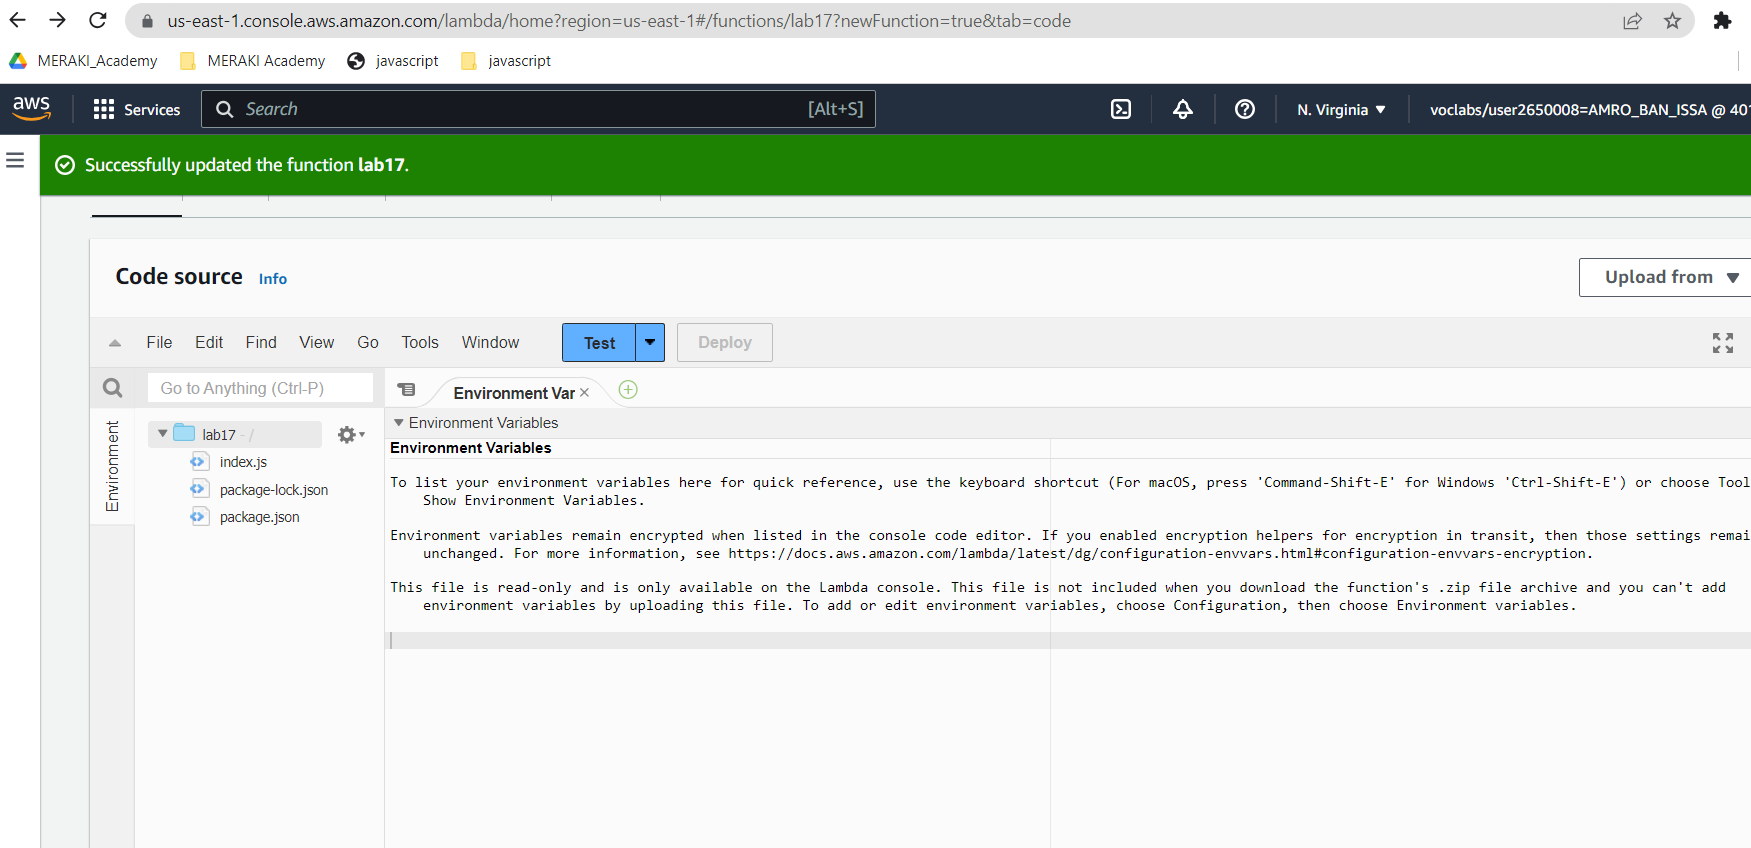 us-east-1.console.aws.amazon.com/lambda/home?region=us-east-1#/functions/lab17?newFunction=true&tab=code
MERAKI_Academy MERAKI Academy javascript javascript
aws Services Search [Alt+S] N. Virginia voclabs/user2650008=AMRO_BAN_ISSA @ 401
Successfully updated the function lab17.
Code source Info Upload from
File Edit Find View Go Tools Window Test Deploy
Go to Anything (Ctrl-P) Environment Var
Environment
lab17 - /
index.js
package-lock.json
package.json
Environment Variables
Environment Variables
To list your environment variables here for quick reference, use the keyboard shortcut (For macOS, press 'Command-Shift-E' for Windows 'Ctrl-Shift-E') or choose Tool
Show Environment Variables.
Environment variables remain encrypted when listed in the console code editor. If you enabled encryption helpers for encryption in transit, then those settings remai
unchanged. For more information, see https://docs.aws.amazon.com/lambda/latest/dg/configuration-envvars.html#configuration-envvars-encryption.
This file is read-only and is only available on the Lambda console. This file is not included when you download the function's .zip file archive and you can't add
environment variables by uploading this file. To add or edit environment variables, choose Configuration, then choose Environment variables.